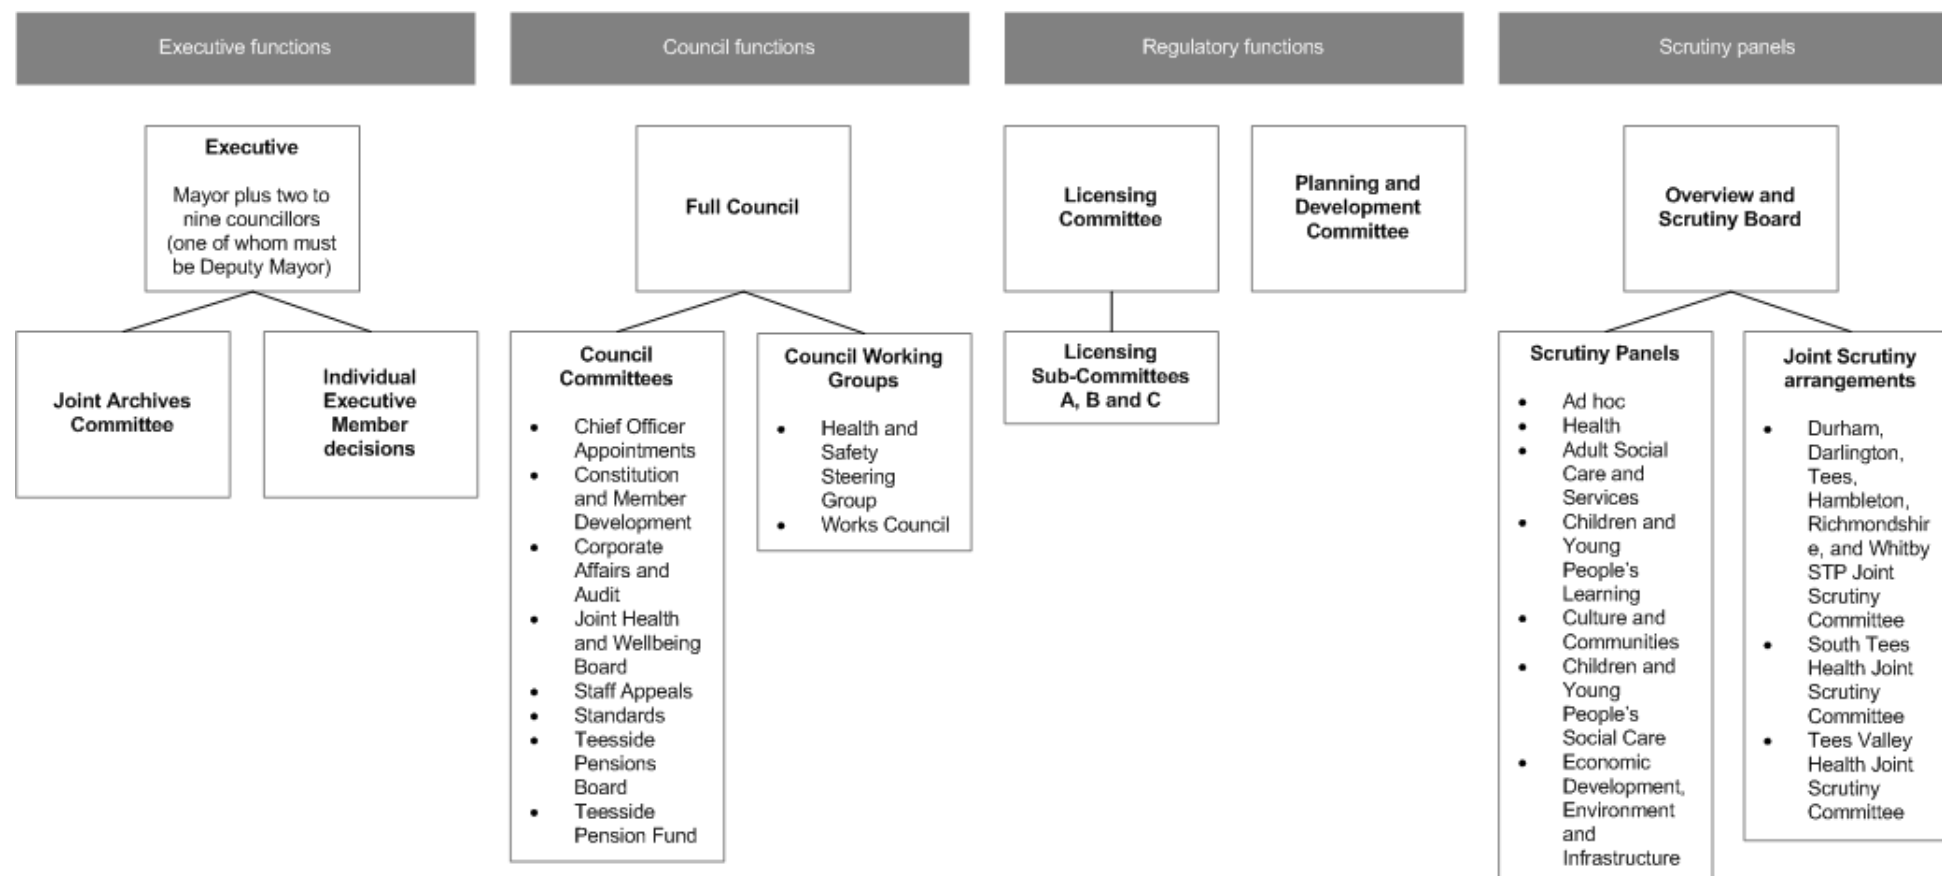 Executive functions
Council functions
Regulatory functions
Scrutiny panels
Executive
Mayor plus two to
nine councillors
(one of whom must
be Deputy Mayor)
Joint Archives
Committee
Individual
Executive
Member
decisions
Full Council
Council
Committees
• Chief Officer
Appointments
• Constitution
and Member
Development
• Corporate
Affairs and
Audit
• Joint Health
and Wellbeing
Board
• Staff Appeals
• Standards
• Teesside
Pensions
Board
• Teesside
Pension Fund
Council Working
Groups
• Health and
Safety
Steering
Group
• Works Council
Licensing
Committee
Licensing
Sub-Committees
A, B and C
Planning and
Development
Committee
Overview and
Scrutiny Board
Scrutiny Panels
• Ad hoc
• Health
• Adult Social
Care and
Services
• Children and
Young
People's
Learning
• Culture and
Communities
• Children and
Young
People's
Social Care
• Economic
Development,
Environment
and
Infrastructure
Joint Scrutiny
arrangements
• Durham,
Darlington,
Tees,
Hambleton,
Richmondshir
e, and Whitby
STP Joint
Scrutiny
Committee
• South Tees
Health Joint
Scrutiny
Committee
• Tees Valley
Health Joint
Scrutiny
Committee